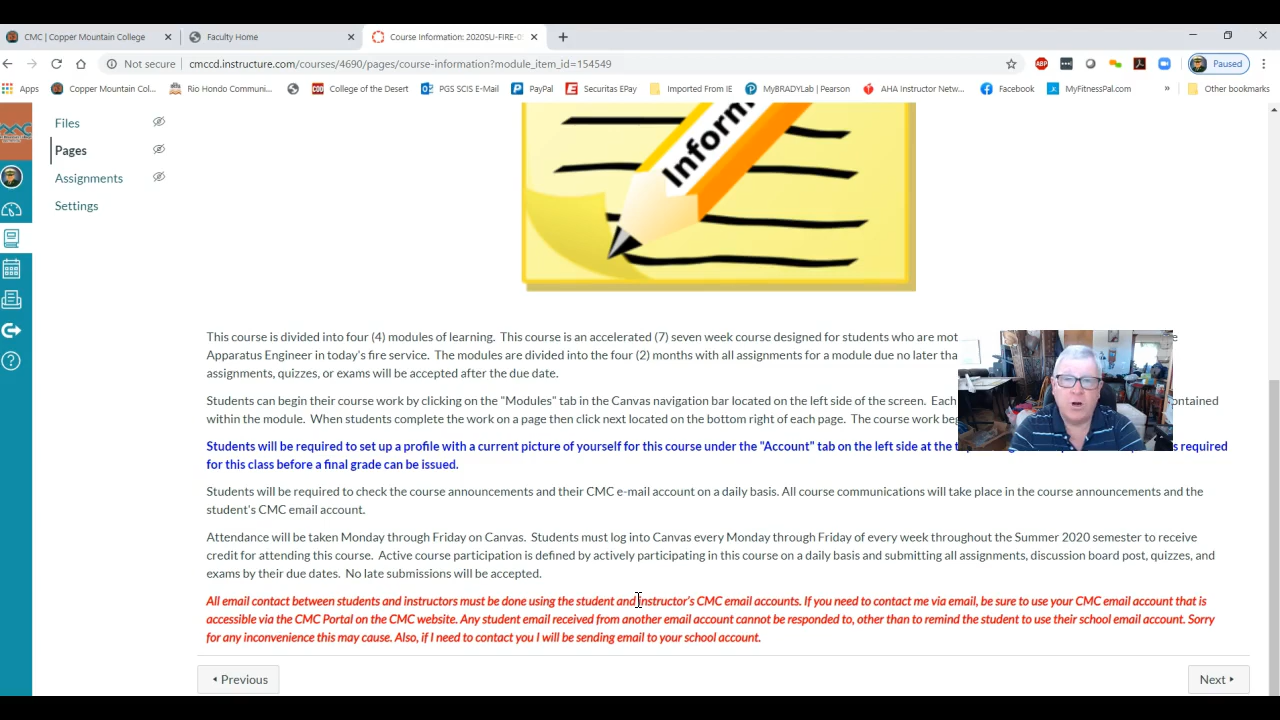 CMC | Copper Mountain College
Faculty Home
Course Information: 2020SU-FIRE-0
Not secure
cmccd.instructure.com/courses/4690/pages/course-information?module_item_id=154549
ABP
Paused
Apps
Copper Mountain Col...
Rio Hondo Communi...
College of the Desert
PGS SCIS E-Mail
PayPal
Securitas EPay
Imported From IE
MyBRADYLab | Pearson
AHA Instructor Netw...
Facebook
MyFitnessPal.com
»
Other bookmarks
Files
Pages
Assignments
Settings
Inform
This course is divided into four (4) modules of learning. This course is an accelerated (7) seven week course designed for students who are mot
Apparatus Engineer in today's fire service. The modules are divided into the four (2) months with all assignments for a module due no later tha
assignments, quizzes, or exams will be accepted after the due date.
Students can begin their course work by clicking on the "Modules" tab in the Canvas navigation bar located on the left side of the screen. Each ontained
within the module. When students complete the work on a page then click next located on the bottom right of each page. The course work beg
Students will be required to set up a profile with a current picture of yourself for this course under the "Account" tab on the left side at the required
for this class before a final grade can be issued.
Students will be required to check the course announcements and their CMC e-mail account on a daily basis. All course communications will take place in the course announcements and the
student's CMC email account.
Attendance will be taken Monday through Friday on Canvas. Students must log into Canvas every Monday through Friday of every week throughout the Summer 2020 semester to receive
credit for attending this course. Active course participation is defined by actively participating in this course on a daily basis and submitting all assignments, discussion board post, quizzes, and
exams by their due dates. No late submissions will be accepted.
All email contact between students and instructors must be done using the student and instructor's CMC email accounts. If you need to contact me via email, be sure to use your CMC email account that is
accessible via the CMC Portal on the CMC website. Any student email received from another email account cannot be responded to, other than to remind the student to use their school email account. Sorry
for any inconvenience this may cause. Also, if I need to contact you I will be sending email to your school account.
Previous
Next